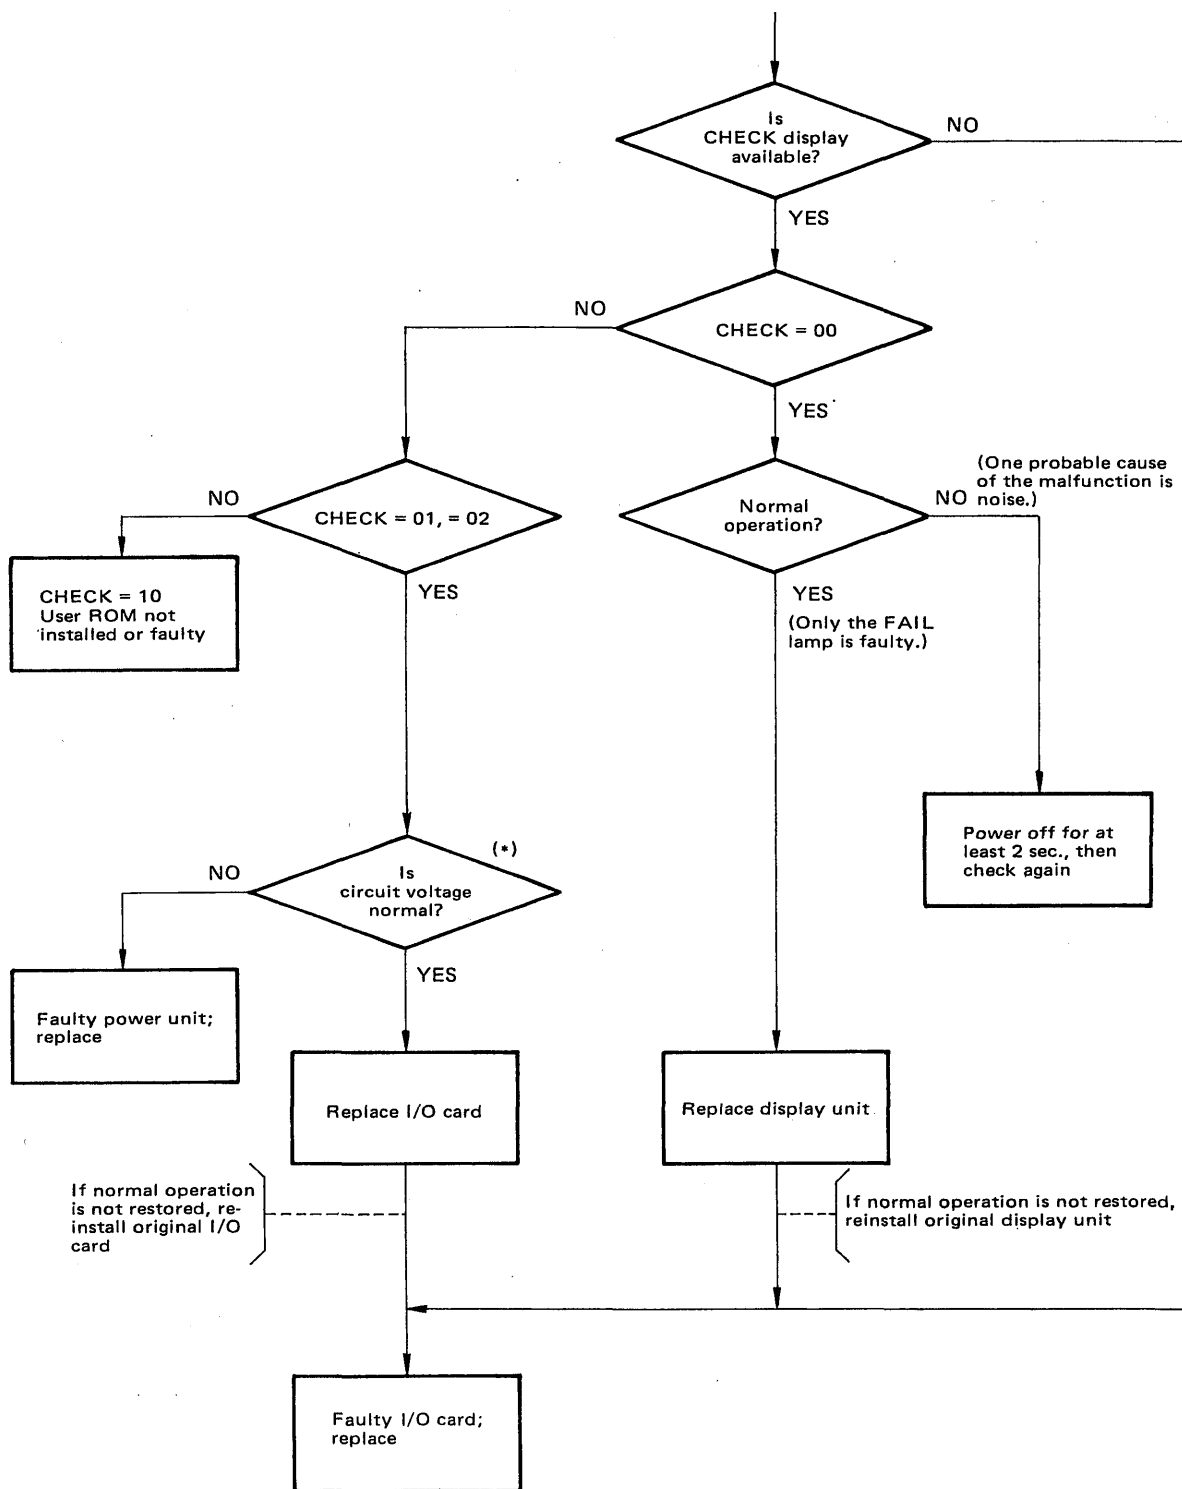 Is
CHECK display
available?
NO
YES
NO
CHECK = 00
YES
NO
CHECK = 01, = 02
YES
Normal
operation?
NO
(One probable cause
of the malfunction is
noise.)
CHECK = 10
User ROM not
installed or faulty
YES
(Only the FAIL
lamp is faulty.)
Power off for at
least 2 sec., then
check again
(*)
NO
Is
circuit voltage
normal?
YES
Faulty power unit;
replace
Replace I/O card
Replace display unit
If normal operation
is not restored, re-
install original I/O
card
If normal operation is not restored,
reinstall original display unit
Faulty I/O card;
replace